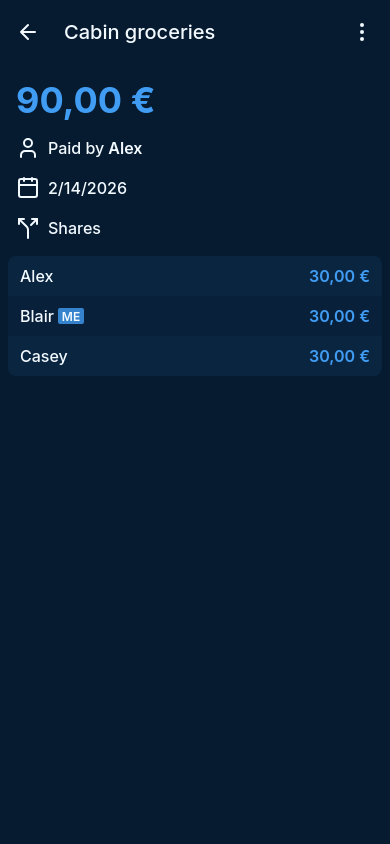 Cabin groceries
90,00 €
Paid by Alex
2/14/2026
Shares
Alex 30,00 €
Blair ME 30,00 €
Casey 30,00 €